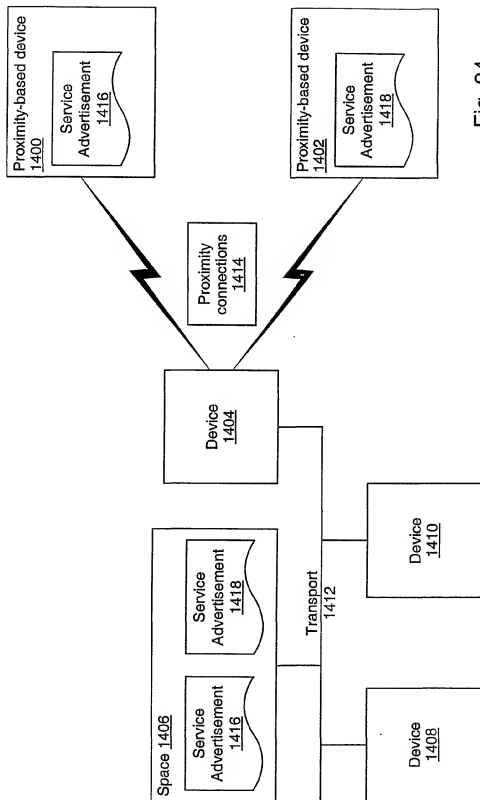 Space 1406
Service
Advertisement
1416
Service
Advertisement
1418
Transport
1412
Device
1408
Device
1410
Device
1404
Proximity
connections
1414
Proximity-based device
1400
Service
Advertisement
1416
Proximity-based device
1402
Service
Advertisement
1418
Fig. 24